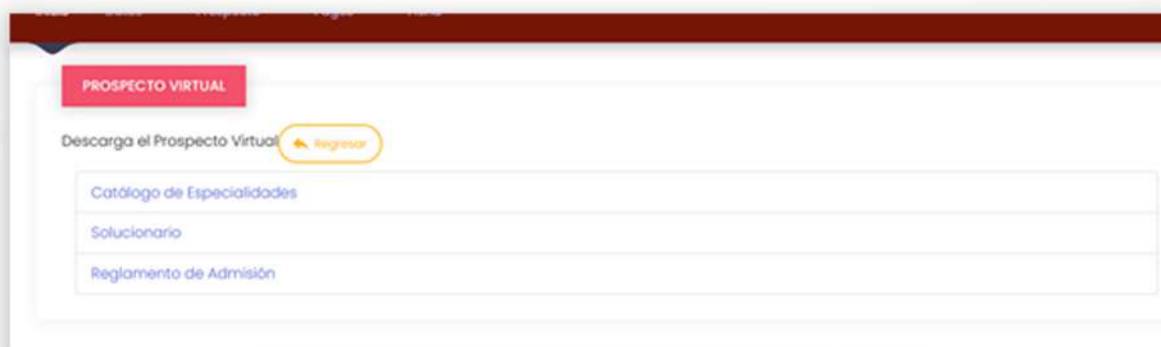 PROSPECTO VIRTUAL
Descarga el Prospecto Virtual Regresar
Catálogo de Especialidades
Solucionario
Reglamento de Admisión